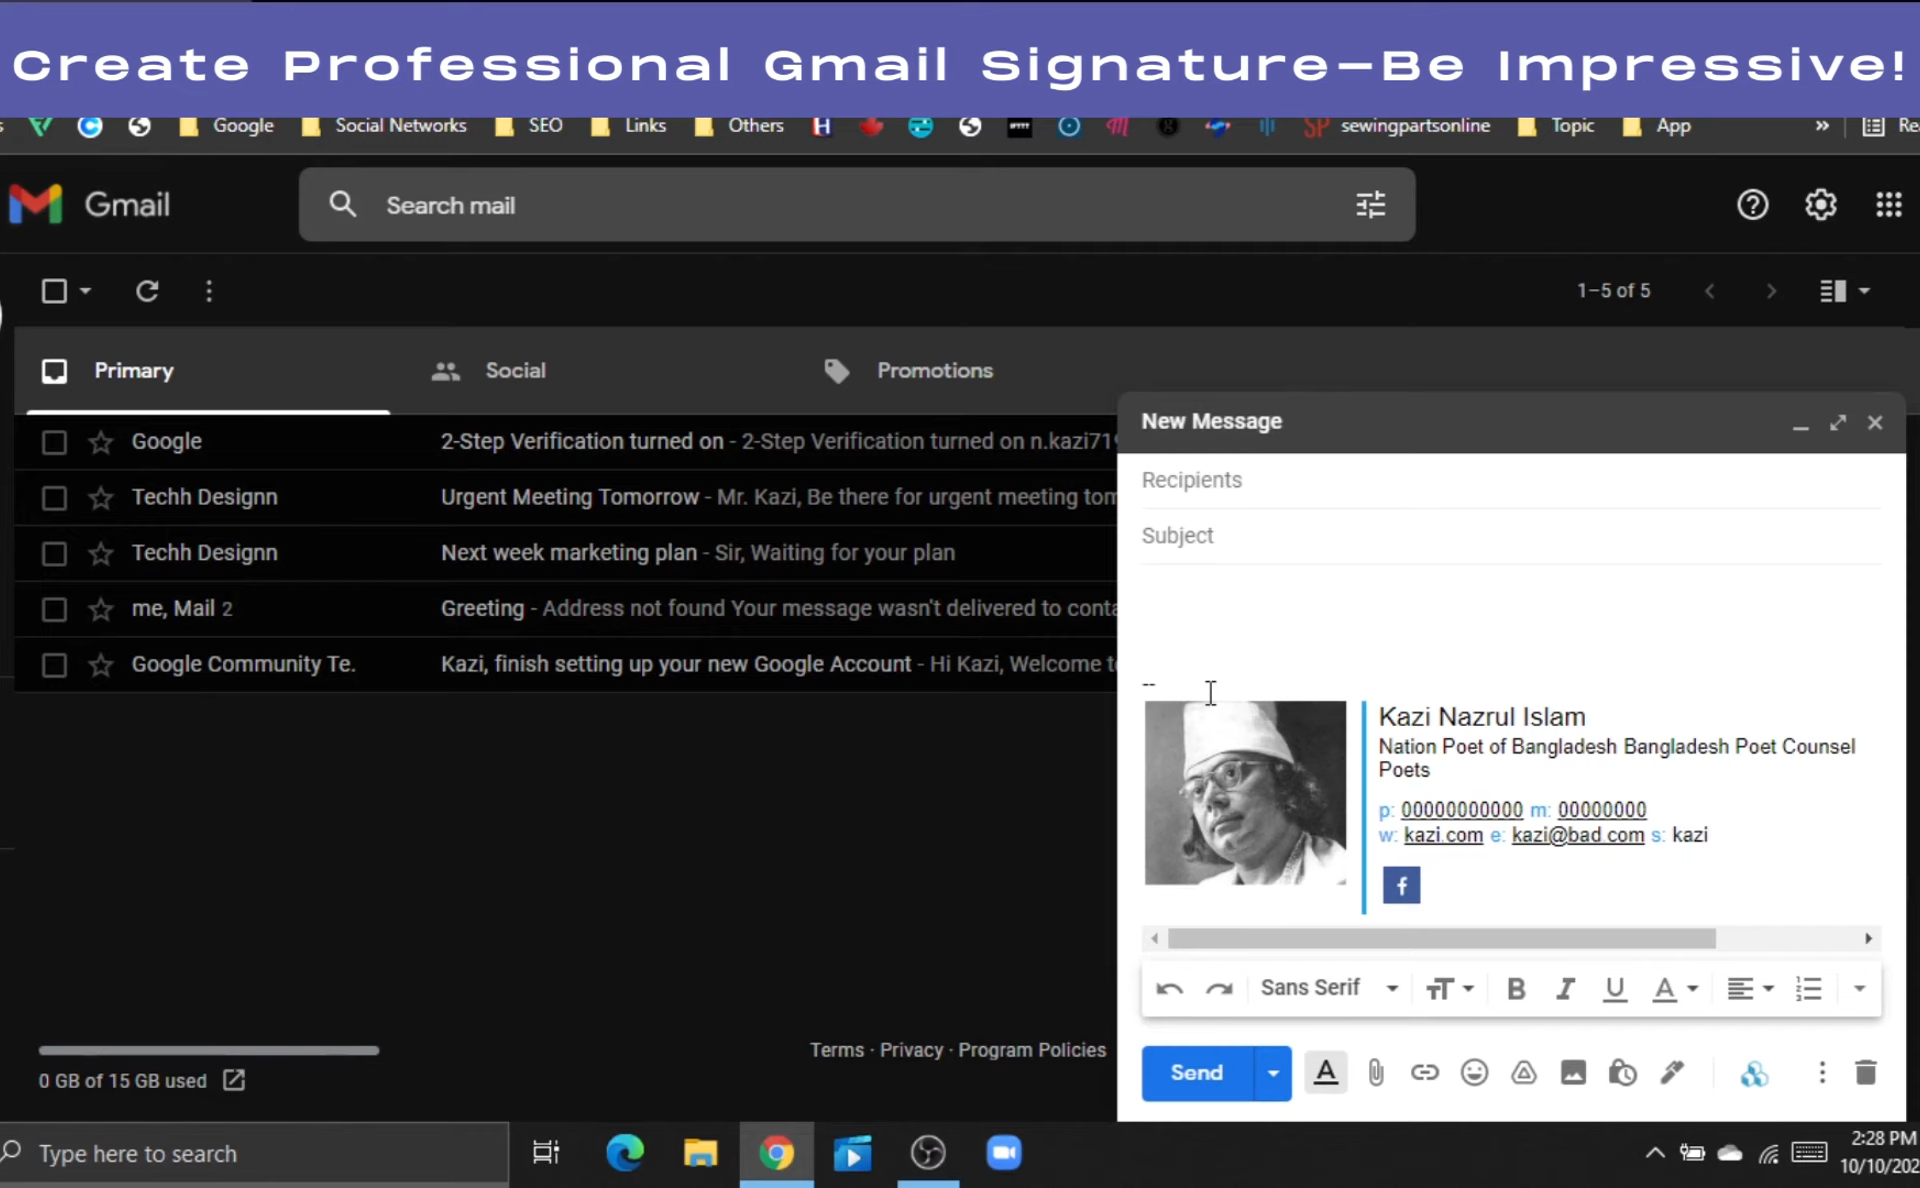 Create Professional Gmail Signature–Be Impressive!
Google Social Networks SEO Links Others sewingpartsonline Topic App »
Gmail Search mail
1–5 of 5
Primary Social Promotions
Google 2-Step Verification turned on - 2-Step Verification turned on n.kazi71
Techh Designn Urgent Meeting Tomorrow - Mr. Kazi, Be there for urgent meeting tom
Techh Designn Next week marketing plan - Sir, Waiting for your plan
me, Mail 2 Greeting - Address not found Your message wasn't delivered to conta
Google Community Te. Kazi, finish setting up your new Google Account - Hi Kazi, Welcome t
New Message
Recipients
Subject
--
Kazi Nazrul Islam
Nation Poet of Bangladesh Bangladesh Poet Counsel
Poets
p: 00000000000 m: 00000000
w: kazi.com e: kazi@bad.com s: kazi
Sans Serif
Send
Terms · Privacy · Program Policies
0 GB of 15 GB used
Type here to search
2:28 PM
10/10/202